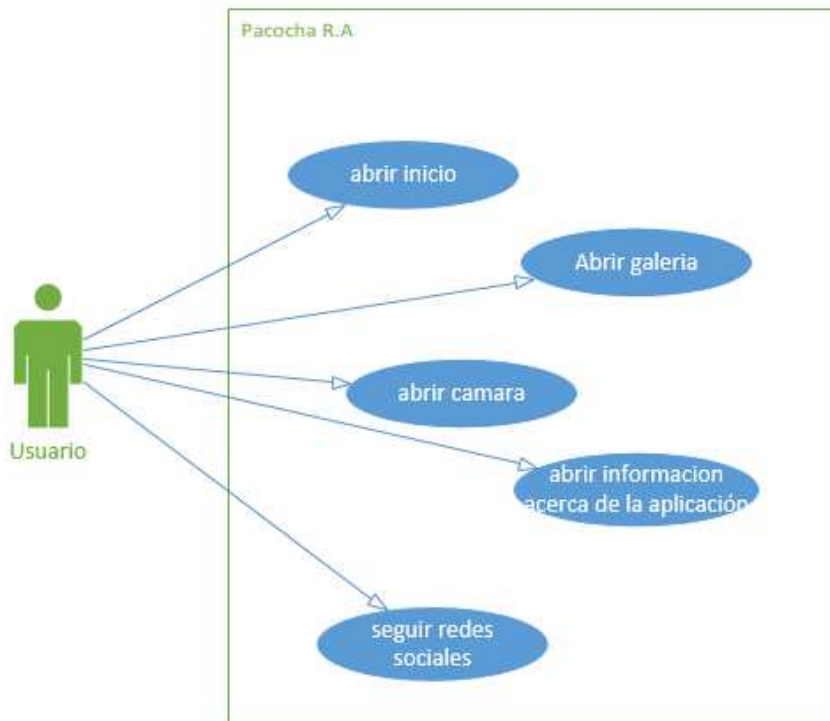 Pacocha R.A
abrir inicio
Abrir galeria
abrir camara
Usuario
abrir informacion
acerca de la aplicación
seguir redes
sociales